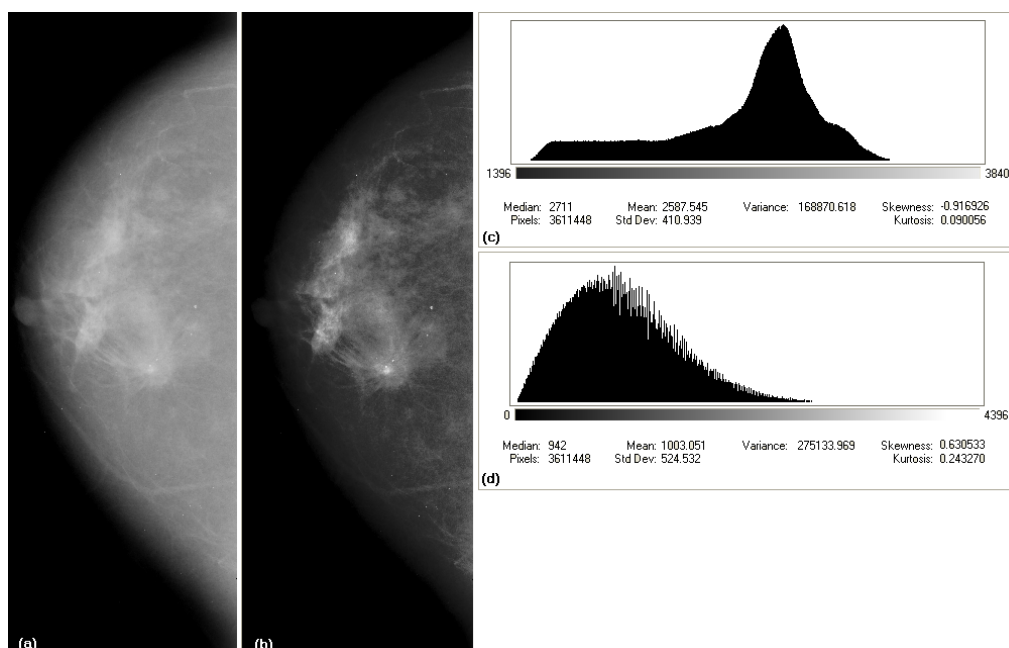 (a)
(b)
1396 3840
Median: 2711 Mean: 2587.545 Variance: 168870.618 Skewness: -0.916926
Pixels: 3611448 Std Dev: 410.939 Kurtosis: 0.090056
(c)
0 4396
Median: 942 Mean: 1003.051 Variance: 275133.969 Skewness: 0.630533
Pixels: 3611448 Std Dev: 524.532 Kurtosis: 0.243270
(d)